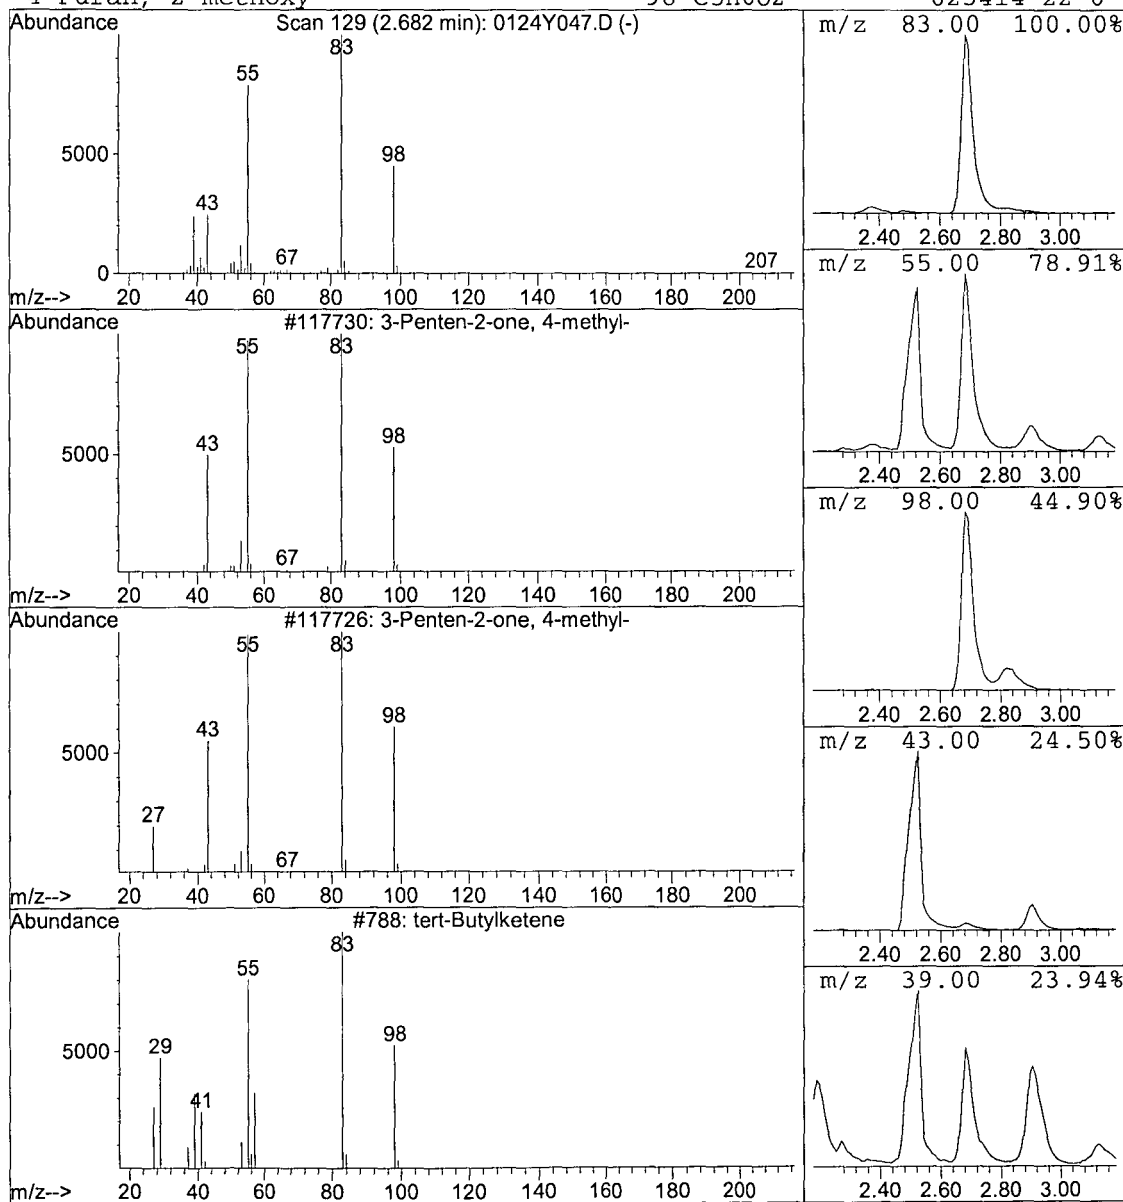 Abundance Scan 129 (2.682 min): 0124Y047.D (-)
83
55
5000
98
43
67
0
207
m/z--> 20 40 60 80 100 120 140 160 180 200
Abundance #117730: 3-Penten-2-one, 4-methyl-
55 83
43
98
5000
67
m/z--> 20 40 60 80 100 120 140 160 180 200
Abundance #117726: 3-Penten-2-one, 4-methyl-
55 83
98
43
5000
27
67
m/z--> 20 40 60 80 100 120 140 160 180 200
Abundance #788: tert-Butylketene
83
55
98
5000
29
41
m/z--> 20 40 60 80 100 120 140 160 180 200
m/z 83.00 100.00%
2.40 2.60 2.80 3.00
m/z 55.00 78.91%
2.40 2.60 2.80 3.00
m/z 98.00 44.90%
2.40 2.60 2.80 3.00
m/z 43.00 24.50%
2.40 2.60 2.80 3.00
m/z 39.00 23.94%
2.40 2.60 2.80 3.00